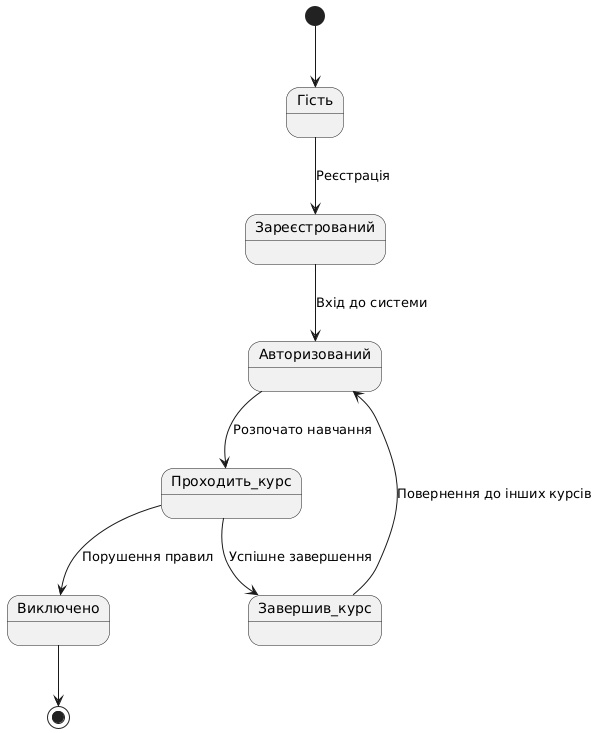 Гість
Реєстрація
Зареєстрований
Вхід до системи
Авторизований
Розпочато навчання
Проходить_курс
Повернення до інших курсів
Порушення правил
Успішне завершення
Виключено
Завершив_курс